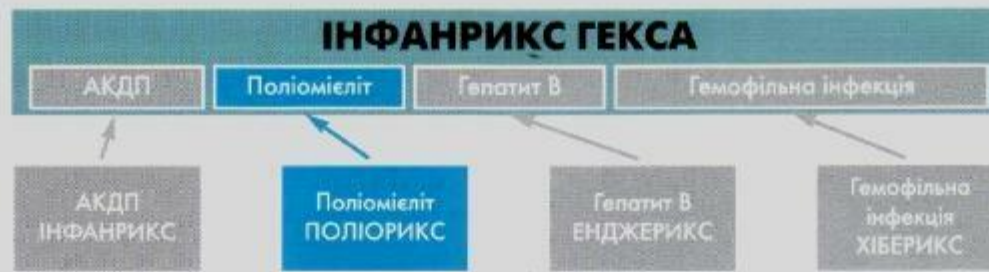 ІНФАНРИКС ГЕКСА
АКДП Поліомієліт Гепатит В Гемофільна інфекція
АКДП
ІНФАНРИКС
Поліомієліт
ПОЛІОРИКС
Гепатит В
ЕНДЖЕРИКС
Гемофільна
інфекція
ХІБЕРИКС